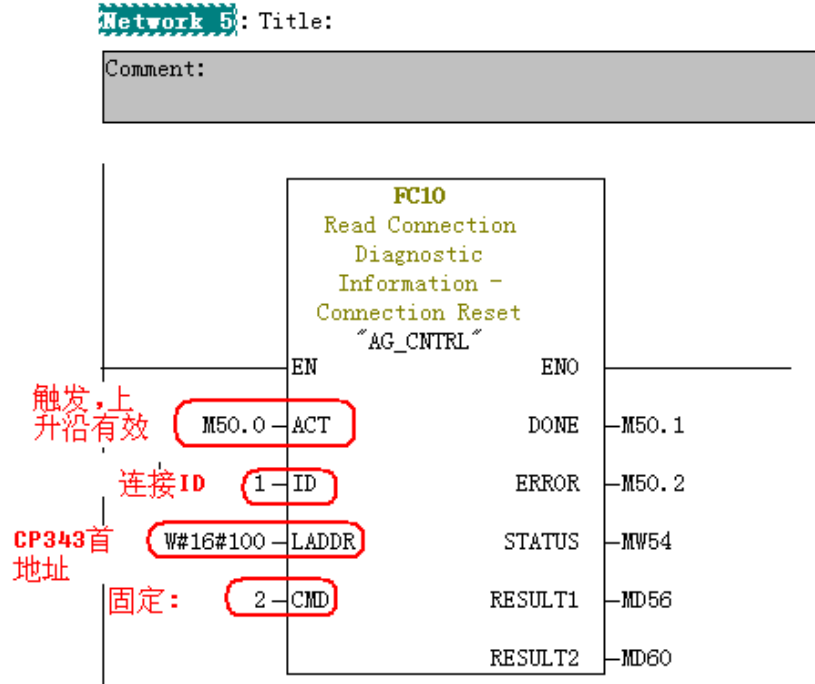 Network 5: Title:
Comment:
FC10
Read Connection
Diagnostic
Information -
Connection Reset
"AG_CNTRL"
EN ENO
触发,上
升沿有效 M50.0 ACT DONE M50.1
连接ID 1 ID ERROR M50.2
CP343首
地址 W#16#100 LADDR STATUS MW54
固定: 2 CMD RESULT1 MD56
RESULT2 MD60